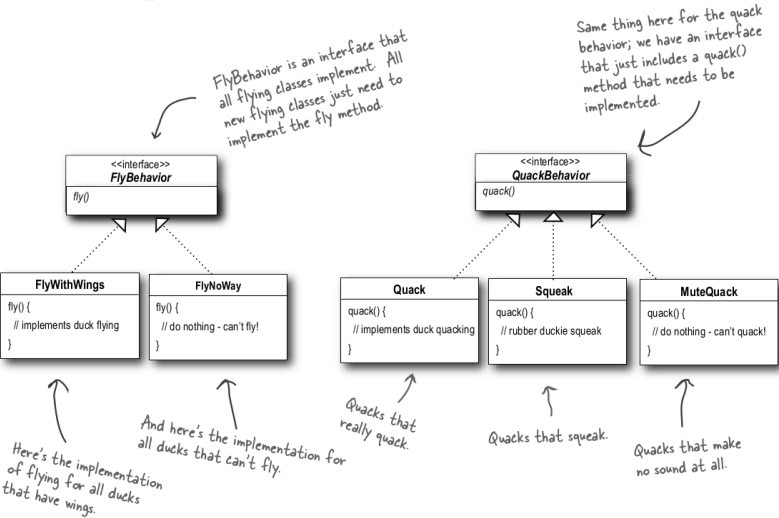 FlyBehavior is an interface that
all flying classes implement. All
new flying classes just need to
implement the fly method.
Same thing here for the quack
behavior; we have an interface
that just includes a quack()
method that needs to be
implemented.
<<interface>>
FlyBehavior
fly()
<<interface>>
QuackBehavior
quack()
FlyWithWings
fly() {
// implements duck flying
}
FlyNoWay
fly() {
// do nothing - can't fly!
}
Quack
quack() {
// implements duck quacking
}
Squeak
quack() {
// rubber duckie squeak
}
MuteQuack
quack() {
// do nothing - can't quack!
}
Here's the implementation
of flying for all ducks
that have wings.
And here's the implementation for
all ducks that can't fly.
Quacks that
really quack.
Quacks that squeak.
Quacks that make
no sound at all.